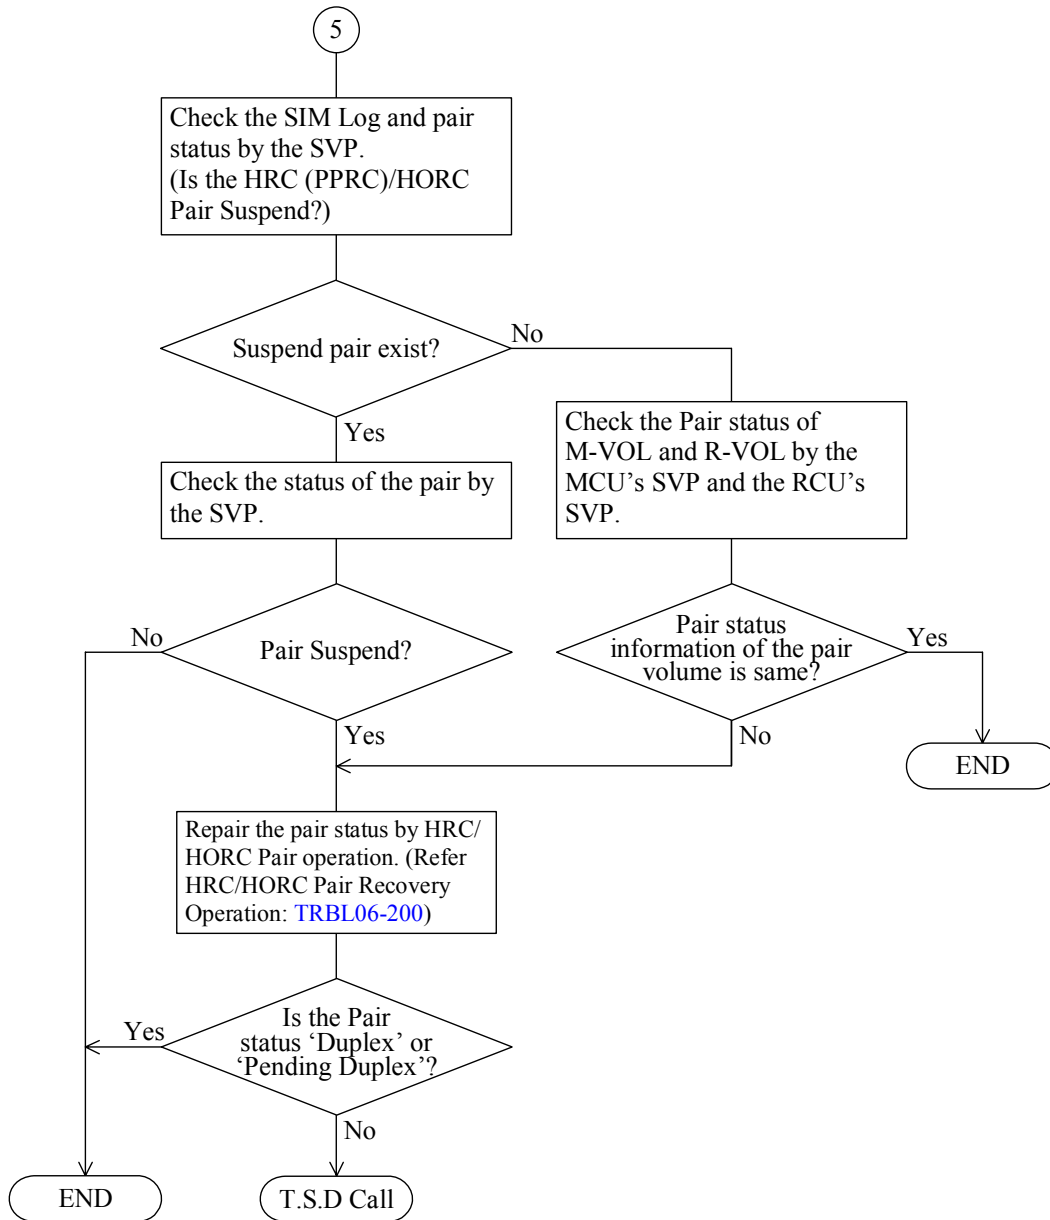 5
Check the SIM Log and pair
status by the SVP.
(Is the HRC (PPRC)/HORC
Pair Suspend?)
Suspend pair exist?
No
Yes
Check the Pair status of
M-VOL and R-VOL by the
MCU's SVP and the RCU's
SVP.
Check the status of the pair by
the SVP.
No
Pair Suspend?
Yes
Pair status
information of the pair
volume is same?
Yes
No
END
Repair the pair status by HRC/
HORC Pair operation. (Refer
HRC/HORC Pair Recovery
Operation: TRBL06-200)
Yes
Is the Pair
status ‘Duplex’ or
‘Pending Duplex’?
No
END
T.S.D Call